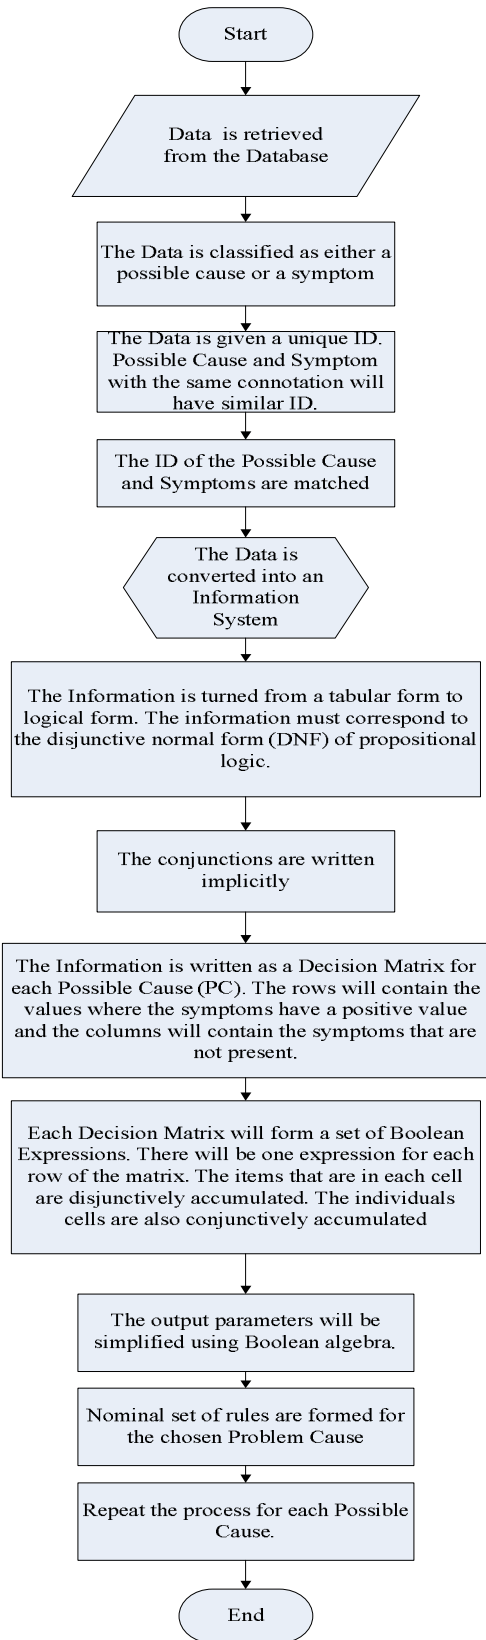 Start
Data is retrieved
from the Database
The Data is classified as either a
possible cause or a symptom
The Data is given a unique ID.
Possible Cause and Symptom
with the same connotation will
have similar ID.
The ID of the Possible Cause
and Symptoms are matched
The Data is
converted into an
Information
System
The Information is turned from a tabular form to
logical form. The information must correspond to
the disjunctive normal form (DNF) of propositional
logic.
The conjunctions are written
implicitly
The Information is written as a Decision Matrix for
each Possible Cause (PC). The rows will contain the
values where the symptoms have a positive value
and the columns will contain the symptoms that are
not present.
Each Decision Matrix will form a set of Boolean
Expressions. There will be one expression for each
row of the matrix. The items that are in each cell
are disjunctively accumulated. The individuals
cells are also conjunctively accumulated
The output parameters will be
simplified using Boolean algebra.
Nominal set of rules are formed for
the chosen Problem Cause
Repeat the process for each Possible
Cause.
End